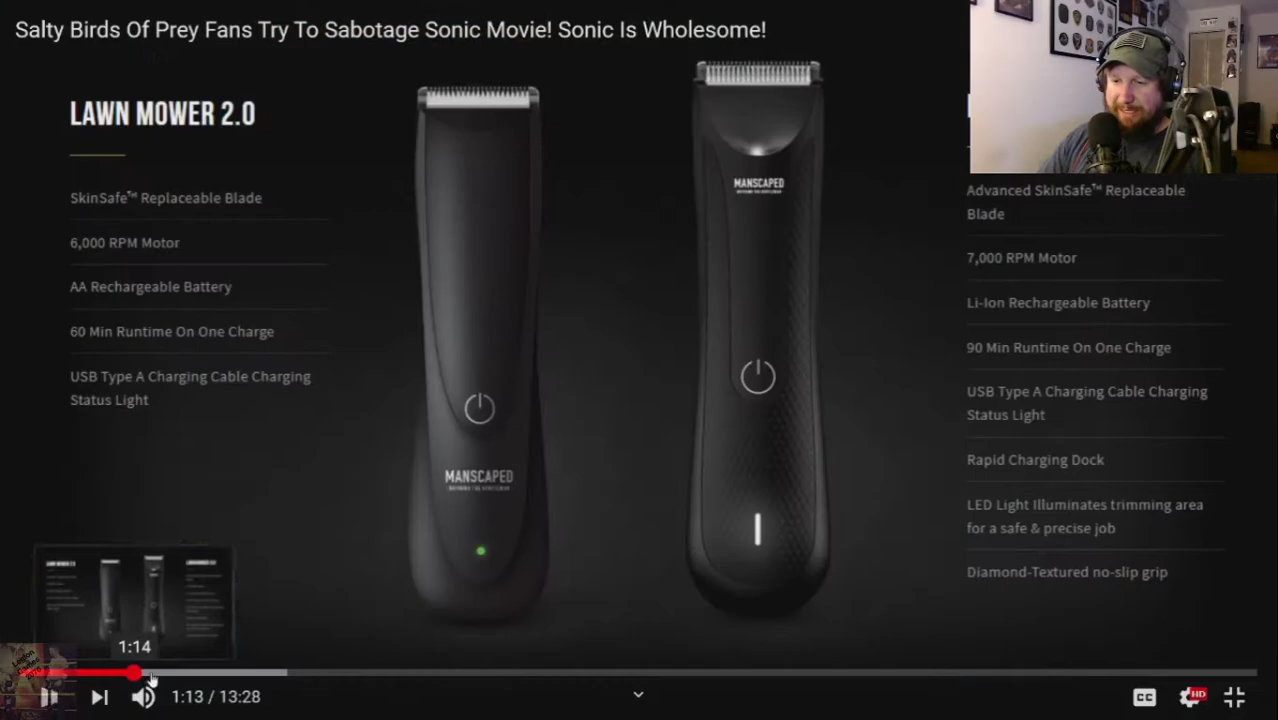 Salty Birds Of Prey Fans Try To Sabotage Sonic Movie! Sonic Is Wholesome!
LAWN MOWER 2.0
SkinSafe™ Replaceable Blade
6,000 RPM Motor
AA Rechargeable Battery
60 Min Runtime On One Charge
USB Type A Charging Cable Charging
Status Light
MANSCAPED
MANSCAPED
Advanced SkinSafe™ Replaceable
Blade
7,000 RPM Motor
Li-Ion Rechargeable Battery
90 Min Runtime On One Charge
USB Type A Charging Cable Charging
Status Light
Rapid Charging Dock
LED Light Illuminates trimming area
for a safe & precise job
Diamond-Textured no-slip grip
1:14
1:13 / 13:28
CC
HD